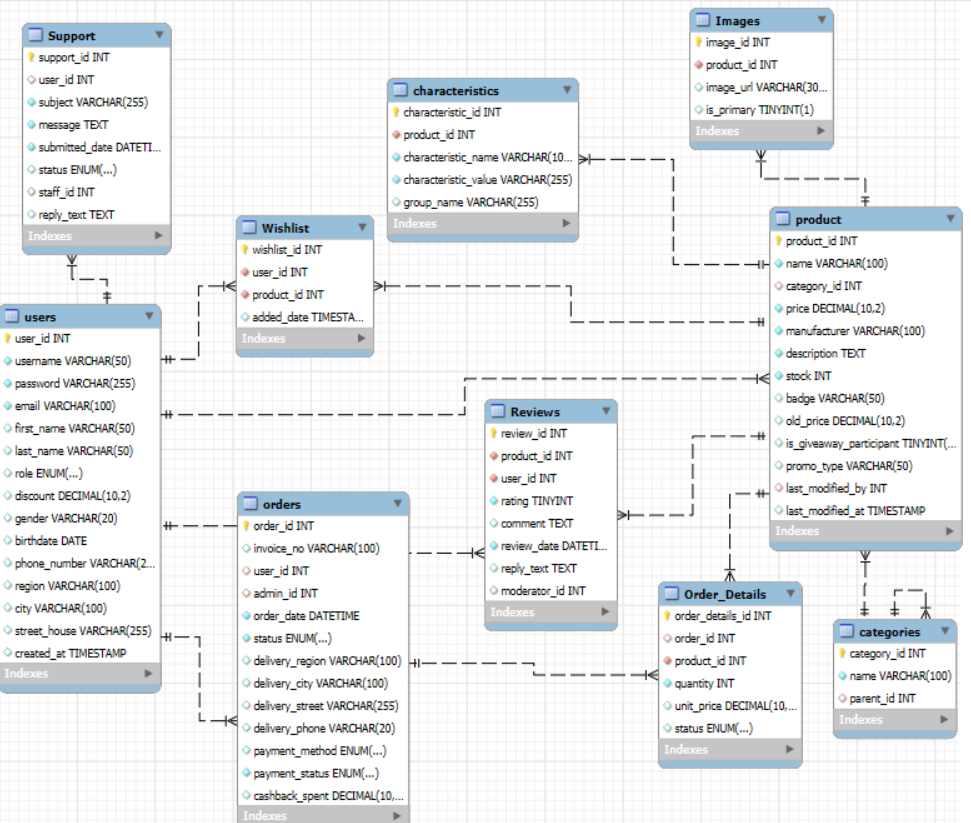 Support
support_id INT
user_id INT
subject VARCHAR(255)
message TEXT
submitted_date DATETI...
status ENUM(...)
staff_id INT
reply_text TEXT
Indexes
users
user_id INT
username VARCHAR(50)
password VARCHAR(255)
email VARCHAR(100)
first_name VARCHAR(50)
last_name VARCHAR(50)
role ENUM(...)
discount DECIMAL(10,2)
gender VARCHAR(20)
birthdate DATE
phone_number VARCHAR(2...
region VARCHAR(100)
city VARCHAR(100)
street_house VARCHAR(255)
created_at TIMESTAMP
Indexes
Wishlist
wishlist_id INT
user_id INT
product_id INT
added_date TIMESTA...
Indexes
orders
order_id INT
invoice_no VARCHAR(100)
user_id INT
admin_id INT
order_date DATETIME
status ENUM(...)
delivery_region VARCHAR(100)
delivery_city VARCHAR(100)
delivery_street VARCHAR(255)
delivery_phone VARCHAR(20)
payment_method ENUM(...)
payment_status ENUM(...)
cashback_spent DECIMAL(10,...
Indexes
characteristics
characteristic_id INT
product_id INT
characteristic_name VARCHAR(10...
characteristic_value VARCHAR(255)
group_name VARCHAR(255)
Indexes
Reviews
review_id INT
product_id INT
user_id INT
rating TINYINT
comment TEXT
review_date DATETI...
reply_text TEXT
moderator_id INT
Indexes
Images
image_id INT
product_id INT
image_url VARCHAR(30...
is_primary TINYINT(1)
Indexes
product
product_id INT
name VARCHAR(100)
category_id INT
price DECIMAL(10,2)
manufacturer VARCHAR(100)
description TEXT
stock INT
badge VARCHAR(50)
old_price DECIMAL(10,2)
is_giveaway_participant TINYINT(...
promo_type VARCHAR(50)
last_modified_by INT
last_modified_at TIMESTAMP
Indexes
Order_Details
order_details_id INT
order_id INT
product_id INT
quantity INT
unit_price DECIMAL(10,...
status ENUM(...)
Indexes
categories
category_id INT
name VARCHAR(100)
parent_id INT
Indexes